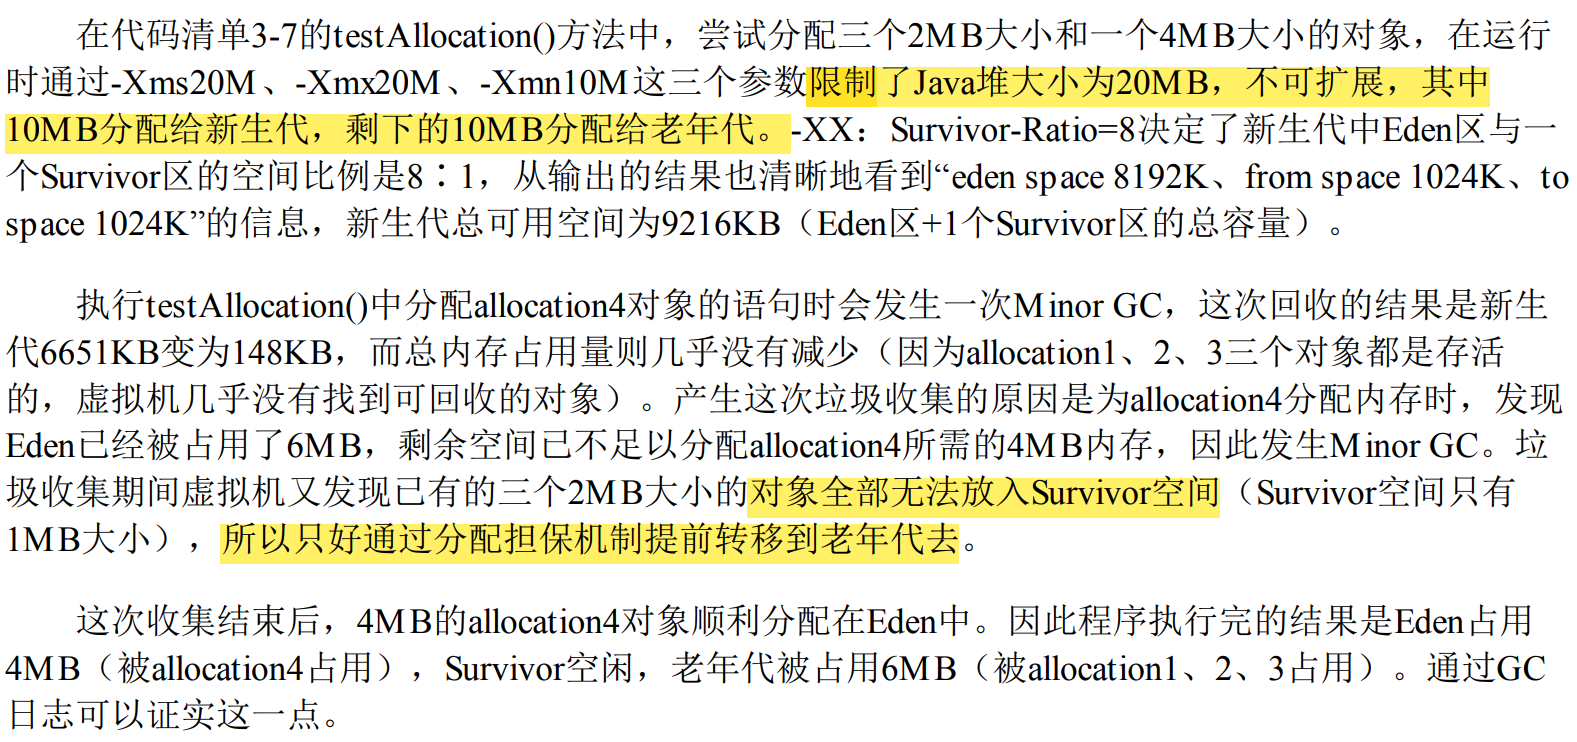 在代码清单3-7的testAllocation()方法中，尝试分配三个2MB大小和一个4MB大小的对象，在运行
时通过-Xms20M、-Xmx20M、-Xmn10M这三个参数限制了Java堆大小为20MB，不可扩展，其中
10MB分配给新生代，剩下的10MB分配给老年代。-XX：Survivor-Ratio=8决定了新生代中Eden区与一
个Survivor区的空间比例是8∶1，从输出的结果也清晰地看到“eden space 8192K、from space 1024K、to
space 1024K”的信息，新生代总可用空间为9216KB（Eden区+1个Survivor区的总容量）。
执行testAllocation()中分配allocation4对象的语句时会发生一次Minor GC，这次回收的结果是新生
代6651KB变为148KB，而总内存占用量则几乎没有减少（因为allocation1、2、3三个对象都是存活
的，虚拟机几乎没有找到可回收的对象）。产生这次垃圾收集的原因是为allocation4分配内存时，发现
Eden已经被占用了6MB，剩余空间已不足以分配allocation4所需的4MB内存，因此发生Minor GC。垃
圾收集期间虚拟机又发现已有的三个2MB大小的对象全部无法放入Survivor空间（Survivor空间只有
1MB大小），所以只好通过分配担保机制提前转移到老年代去。
这次收集结束后，4MB的allocation4对象顺利分配在Eden中。因此程序执行完的结果是Eden占用
4MB（被allocation4占用），Survivor空闲，老年代被占用6MB（被allocation1、2、3占用）。通过GC
日志可以证实这一点。